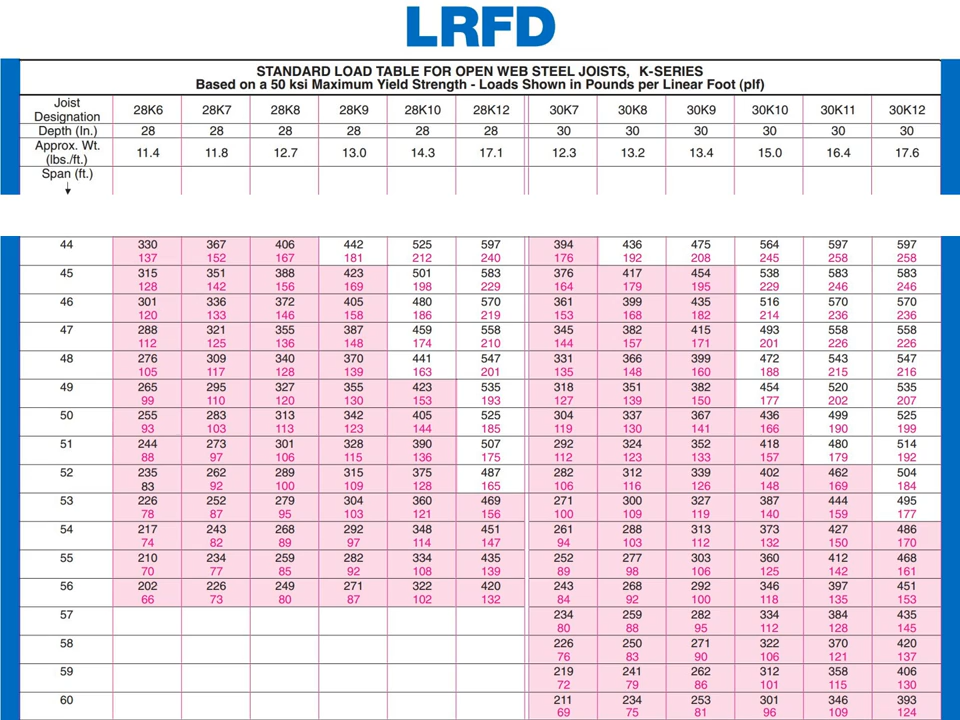 LRFD
STANDARD LOAD TABLE FOR OPEN WEB STEEL JOISTS, K-SERIES
Based on a 50 ksi Maximum Yield Strength - Loads Shown in Pounds per Linear Foot (plf)
Joist Designation 28K6 28K7 28K8 28K9 28K10 28K12 30K7 30K8 30K9 30K10 30K11 30K12
Depth (In.) 28 28 28 28 28 28 30 30 30 30 30 30
Approx. Wt. (lbs./ft.) 11.4 11.8 12.7 13.0 14.3 17.1 12.3 13.2 13.4 15.0 16.4 17.6
Span (ft.)
↓
44 330 367 406 442 525 597 394 436 475 564 597 597
137 152 167 181 212 240 176 192 208 245 258 258
45 315 351 388 423 501 583 376 417 454 538 583 583
128 142 156 169 198 229 164 179 195 229 246 246
46 301 336 372 405 480 570 361 399 435 516 570 570
120 133 146 158 186 219 153 168 182 214 236 236
47 288 321 355 387 459 558 345 382 415 493 558 558
112 125 136 148 174 210 144 157 171 201 226 226
48 276 309 340 370 441 547 331 366 399 472 543 547
105 117 128 139 163 201 135 148 160 188 215 216
49 265 295 327 355 423 535 318 351 382 454 520 535
99 110 120 130 153 193 127 139 150 177 202 207
50 255 283 313 342 405 525 304 337 367 436 499 525
93 103 113 123 144 185 119 130 141 166 190 199
51 244 273 301 328 390 507 292 324 352 418 480 514
88 97 106 115 136 175 112 123 133 157 179 192
52 235 262 289 315 375 487 282 312 339 402 462 504
83 92 100 109 128 165 106 116 126 148 169 184
53 226 252 279 304 360 469 271 300 327 387 444 495
78 87 95 103 121 156 100 109 119 140 159 177
54 217 243 268 292 348 451 261 288 313 373 427 486
74 82 89 97 114 147 94 103 112 132 150 170
55 210 234 259 282 334 435 252 277 303 360 412 468
70 77 85 92 108 139 89 98 106 125 142 161
56 202 226 249 271 322 420 243 268 292 346 397 451
66 73 80 87 102 132 84 92 100 118 135 153
57 234 259 282 334 384 435
80 88 95 112 128 145
58 226 250 271 322 370 420
76 83 90 106 121 137
59 219 241 262 312 358 406
72 79 86 101 115 130
60 211 234 253 301 346 393
69 75 81 96 109 124